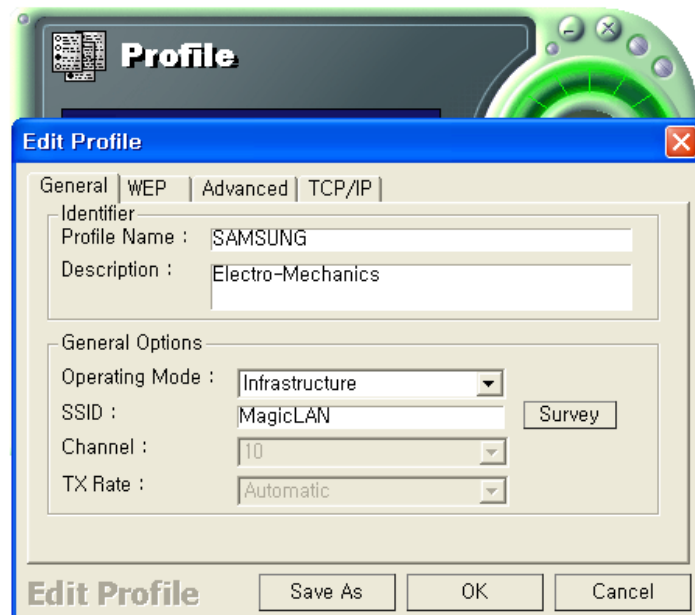 Profile
Edit Profile
General WEP Advanced TCP/IP
Identifier
Profile Name : SAMSUNG
Description : Electro-Mechanics
General Options
Operating Mode : Infrastructure
SSID : MagicLAN Survey
Channel : 10
TX Rate : Automatic
Edit Profile Save As OK Cancel